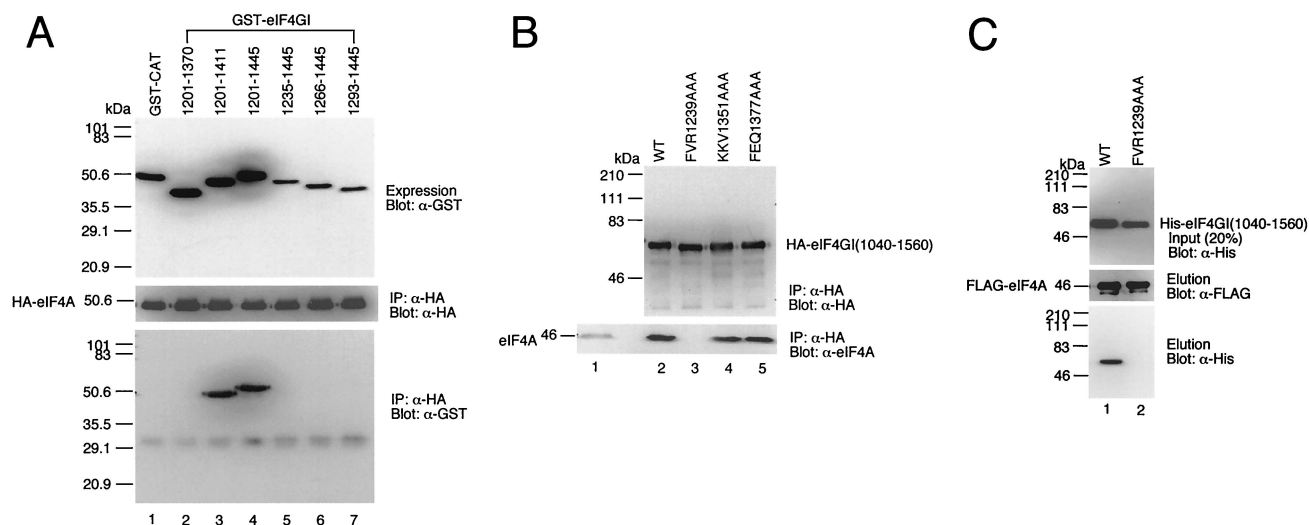 A
GST-eIF4GI
GST-CAT
1201-1370
1201-1411
1201-1445
1235-1445
1266-1445
1293-1445
kDa
101
83
50.6
35.5
29.1
20.9
Expression
Blot: α-GST
HA-eIF4A
50.6
IP: α-HA
Blot: α-HA
101
83
50.6
35.5
29.1
20.9
IP: α-HA
Blot: α-GST
1 2 3 4 5 6 7
B
WT
FVR1239AAA
KKV1351AAA
FEQ1377AAA
kDa
210
111
83
46
HA-eIF4GI(1040-1560)
IP: α-HA
Blot: α-HA
eIF4A 46
IP: α-HA
Blot: α-eIF4A
1 2 3 4 5
C
WT
FVR1239AAA
kDa
210
111
83
46
His-eIF4GI(1040-1560)
Input (20%)
Blot: α-His
FLAG-eIF4A 46
Elution
Blot: α-FLAG
210
111
83
46
Elution
Blot: α-His
1 2